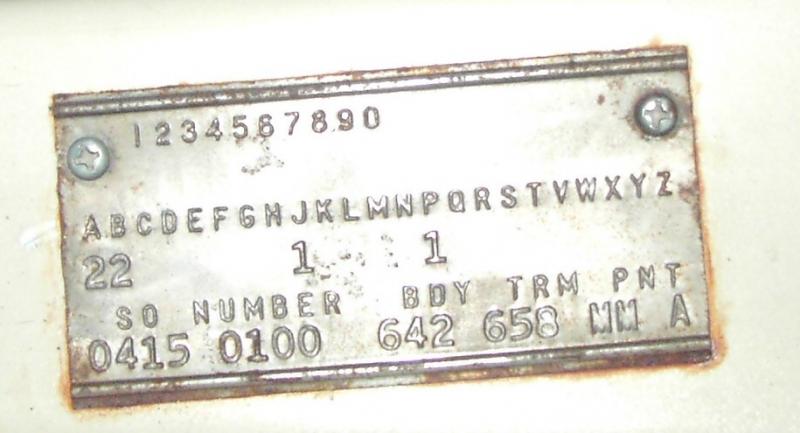 1234567890
ABCDEFGHJKLMNPQRSTVWXYZ
22 1 1
SO NUMBER BDY TRM PNT
0415 0100 642 658 MM A